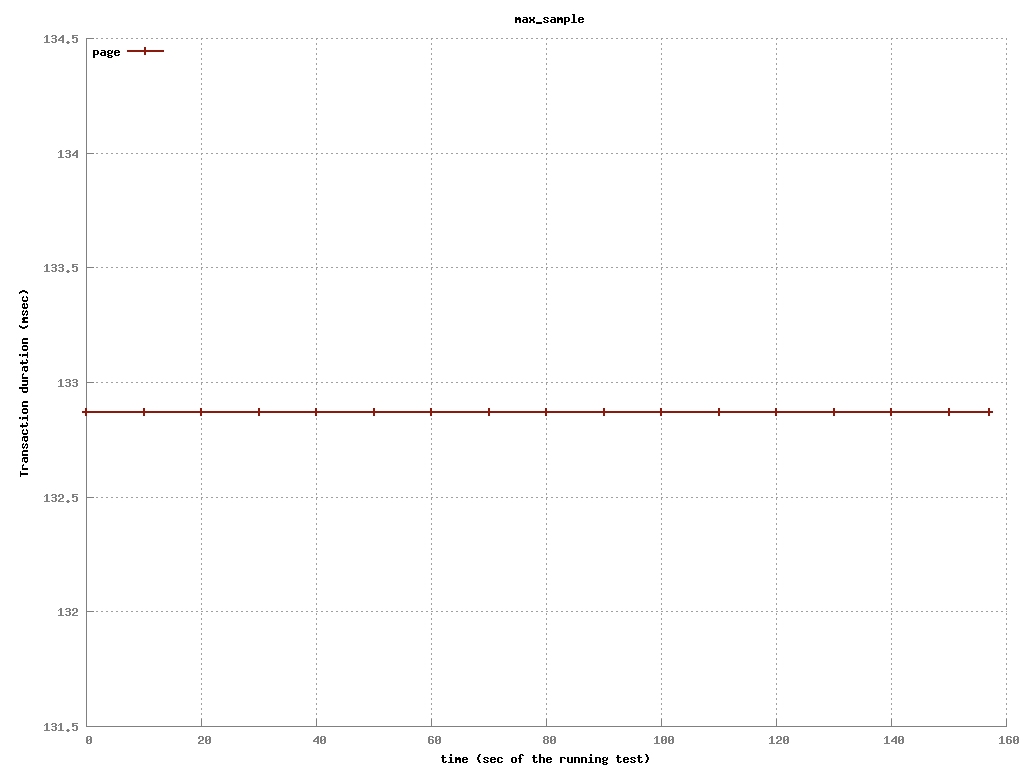 max_sample
134.5
page
134
133.5
133
132.5
132
131.5
Transaction duration (msec)
0 20 40 60 80 100 120 140 160
time (sec of the running test)